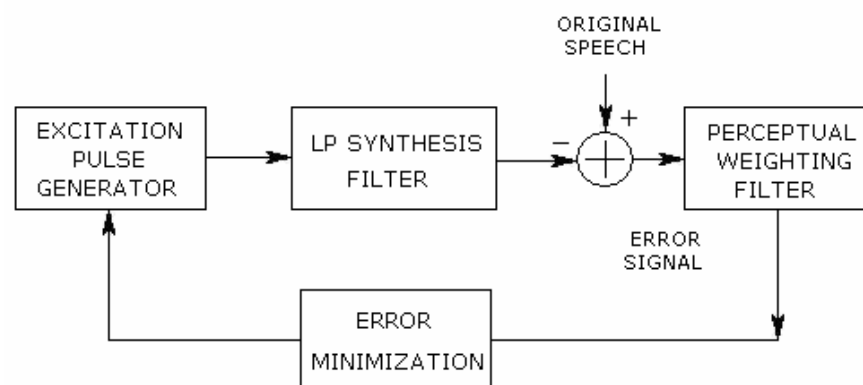 ORIGINAL
SPEECH
EXCITATION
PULSE
GENERATOR
LP SYNTHESIS
FILTER
−
+
PERCEPTUAL
WEIGHTING
FILTER
ERROR
SIGNAL
ERROR
MINIMIZATION